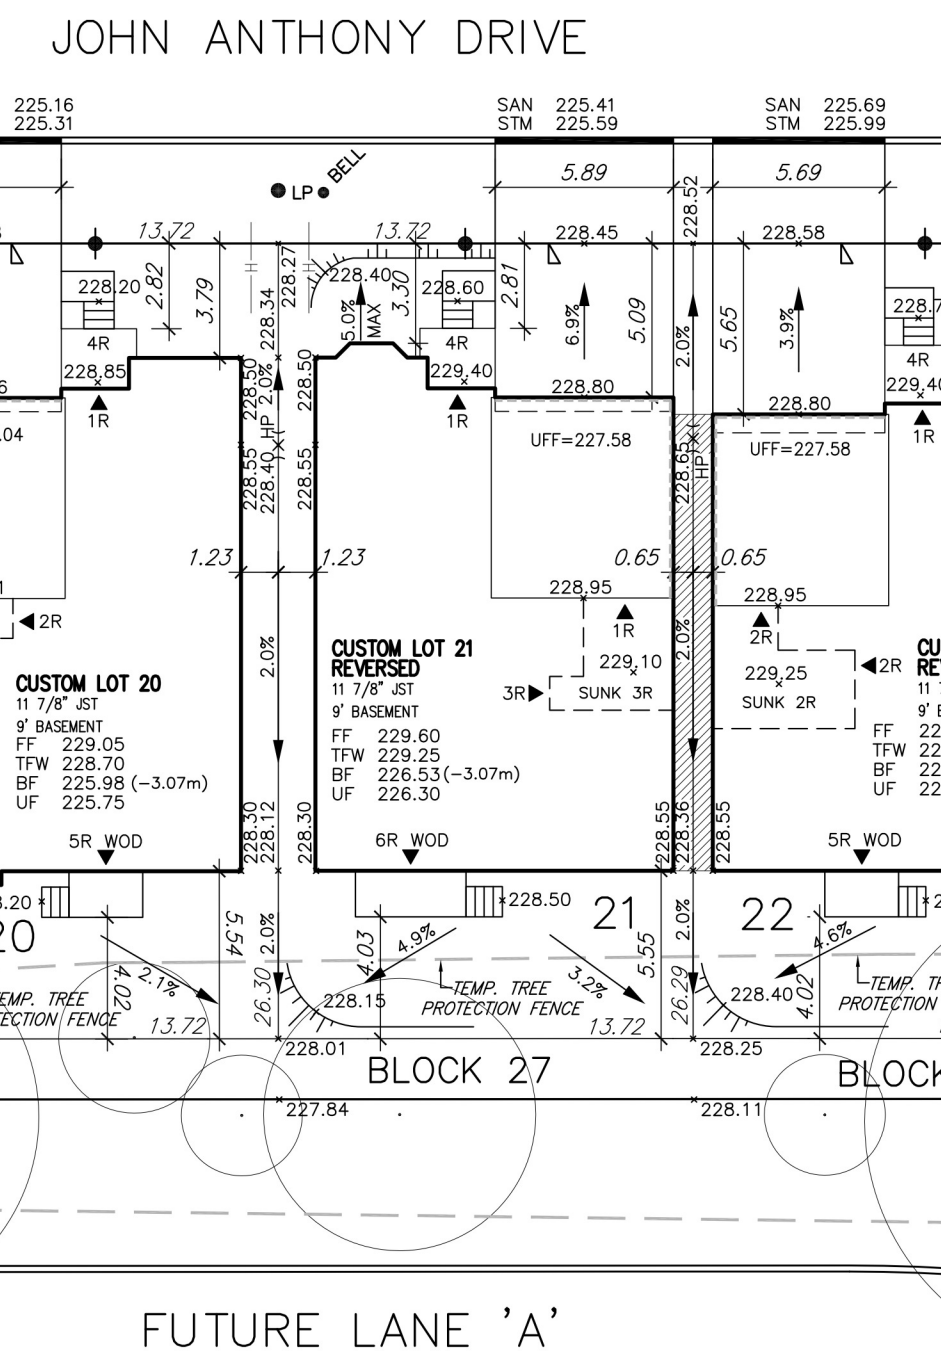 JOHN ANTHONY DRIVE
225.16
225.31
SAN 225.41
STM 225.59
SAN 225.69
STM 225.99
BELL
LP
5.89
5.69
228.52
13.72
13.72
228.45
228.58
228.27
228.40
228.20
2.82
3.79
228.34
5.0% MAX
3.30
228.60
2.81
6.9%
5.09
2.0%
5.65
3.9%
4R
4R
4R
228.85
228.50
2.0%
228.50
229.40
228.80
228.80
229.40
1R
1R
1R
UFF=227.58
UFF=227.58
228.55
228.40
HP
228.55
228.65
HP
1.23
1.23
0.65
0.65
228.95
228.95
2R
1R
2R
2.0%
2.0%
229.10
229.25
2R
3R
SUNK 3R
SUNK 2R
CUSTOM LOT 20
11 7/8" JST
9' BASEMENT
FF 229.05
TFW 228.70
BF 225.98 (-3.07m)
UF 225.75
CUSTOM LOT 21
REVERSED
11 7/8" JST
9' BASEMENT
FF 229.60
TFW 229.25
BF 226.53 (-3.07m)
UF 226.30
FF
TFW
BF
UF
228.30
228.12
228.30
228.55
228.36
228.55
5R WOD
6R WOD
5R WOD
228.50
21
22
5.54
2.0%
4.03
4.9%
3.2%
5.55
2.0%
4.6%
4.02
2.1%
26.30
228.15
TEMP. TREE
PROTECTION FENCE
26.29
228.40
4.02
13.72
13.72
228.01
228.25
BLOCK 27
BLOCK
227.84
228.11
FUTURE LANE 'A'